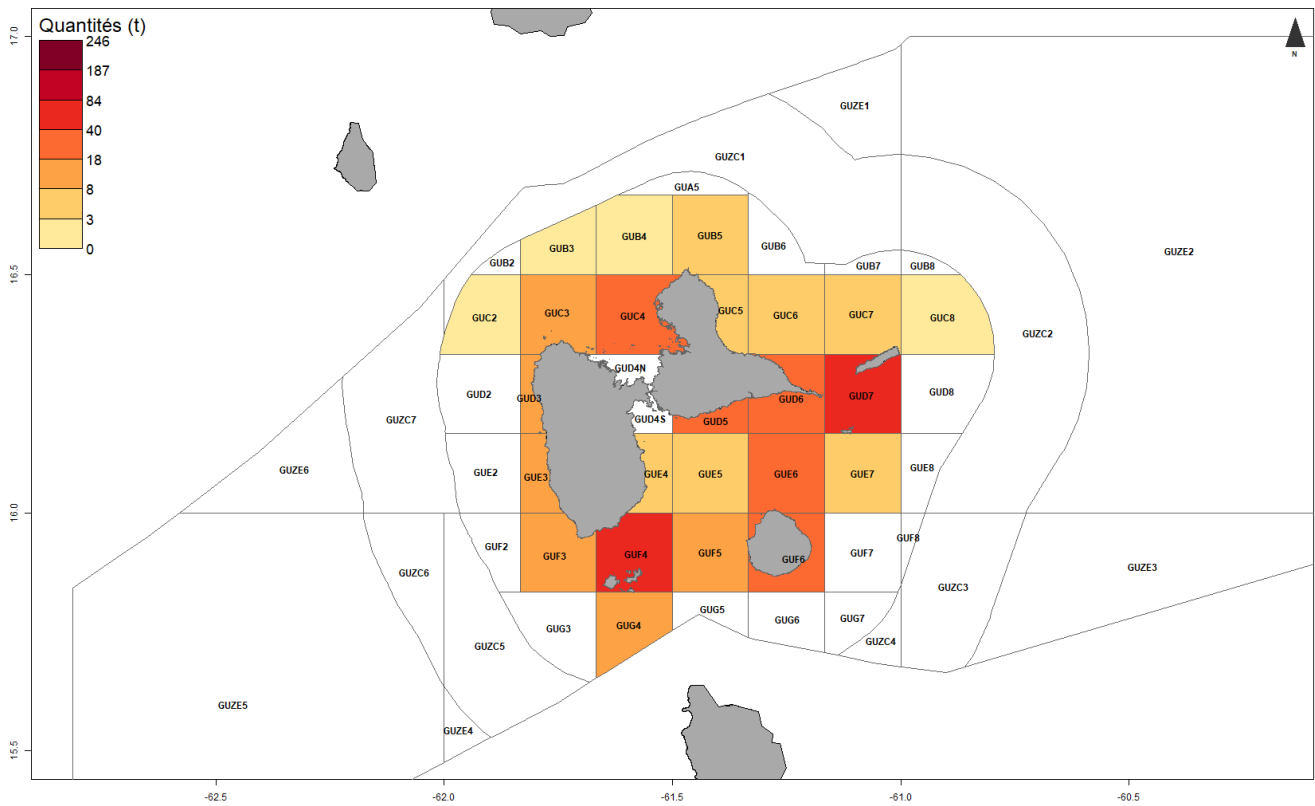 Quantités (t)
246
187
84
40
18
8
3
0
N
17.0
16.5
16.0
15.5
-62.5
-62.0
-61.5
-61.0
-60.5
GUZE1
GUZC1
GUA5
GUZE2
GUB2
GUB3
GUB4
GUB5
GUB6
GUB7
GUB8
GUC2
GUC3
GUC4
GUC5
GUC6
GUC7
GUC8
GUZC2
GUD4N
GUZC7
GUD2
GUD3
GUD4S
GUD5
GUD6
GUD7
GUD8
GUZE6
GUE2
GUE3
GUE4
GUE5
GUE6
GUE7
GUE8
GUF2
GUF3
GUF4
GUF5
GUF6
GUF7
GUF8
GUZE3
GUZC6
GUZC3
GUG3
GUG4
GUG5
GUG6
GUG7
GUZC5
GUZC4
GUZE5
GUZE4